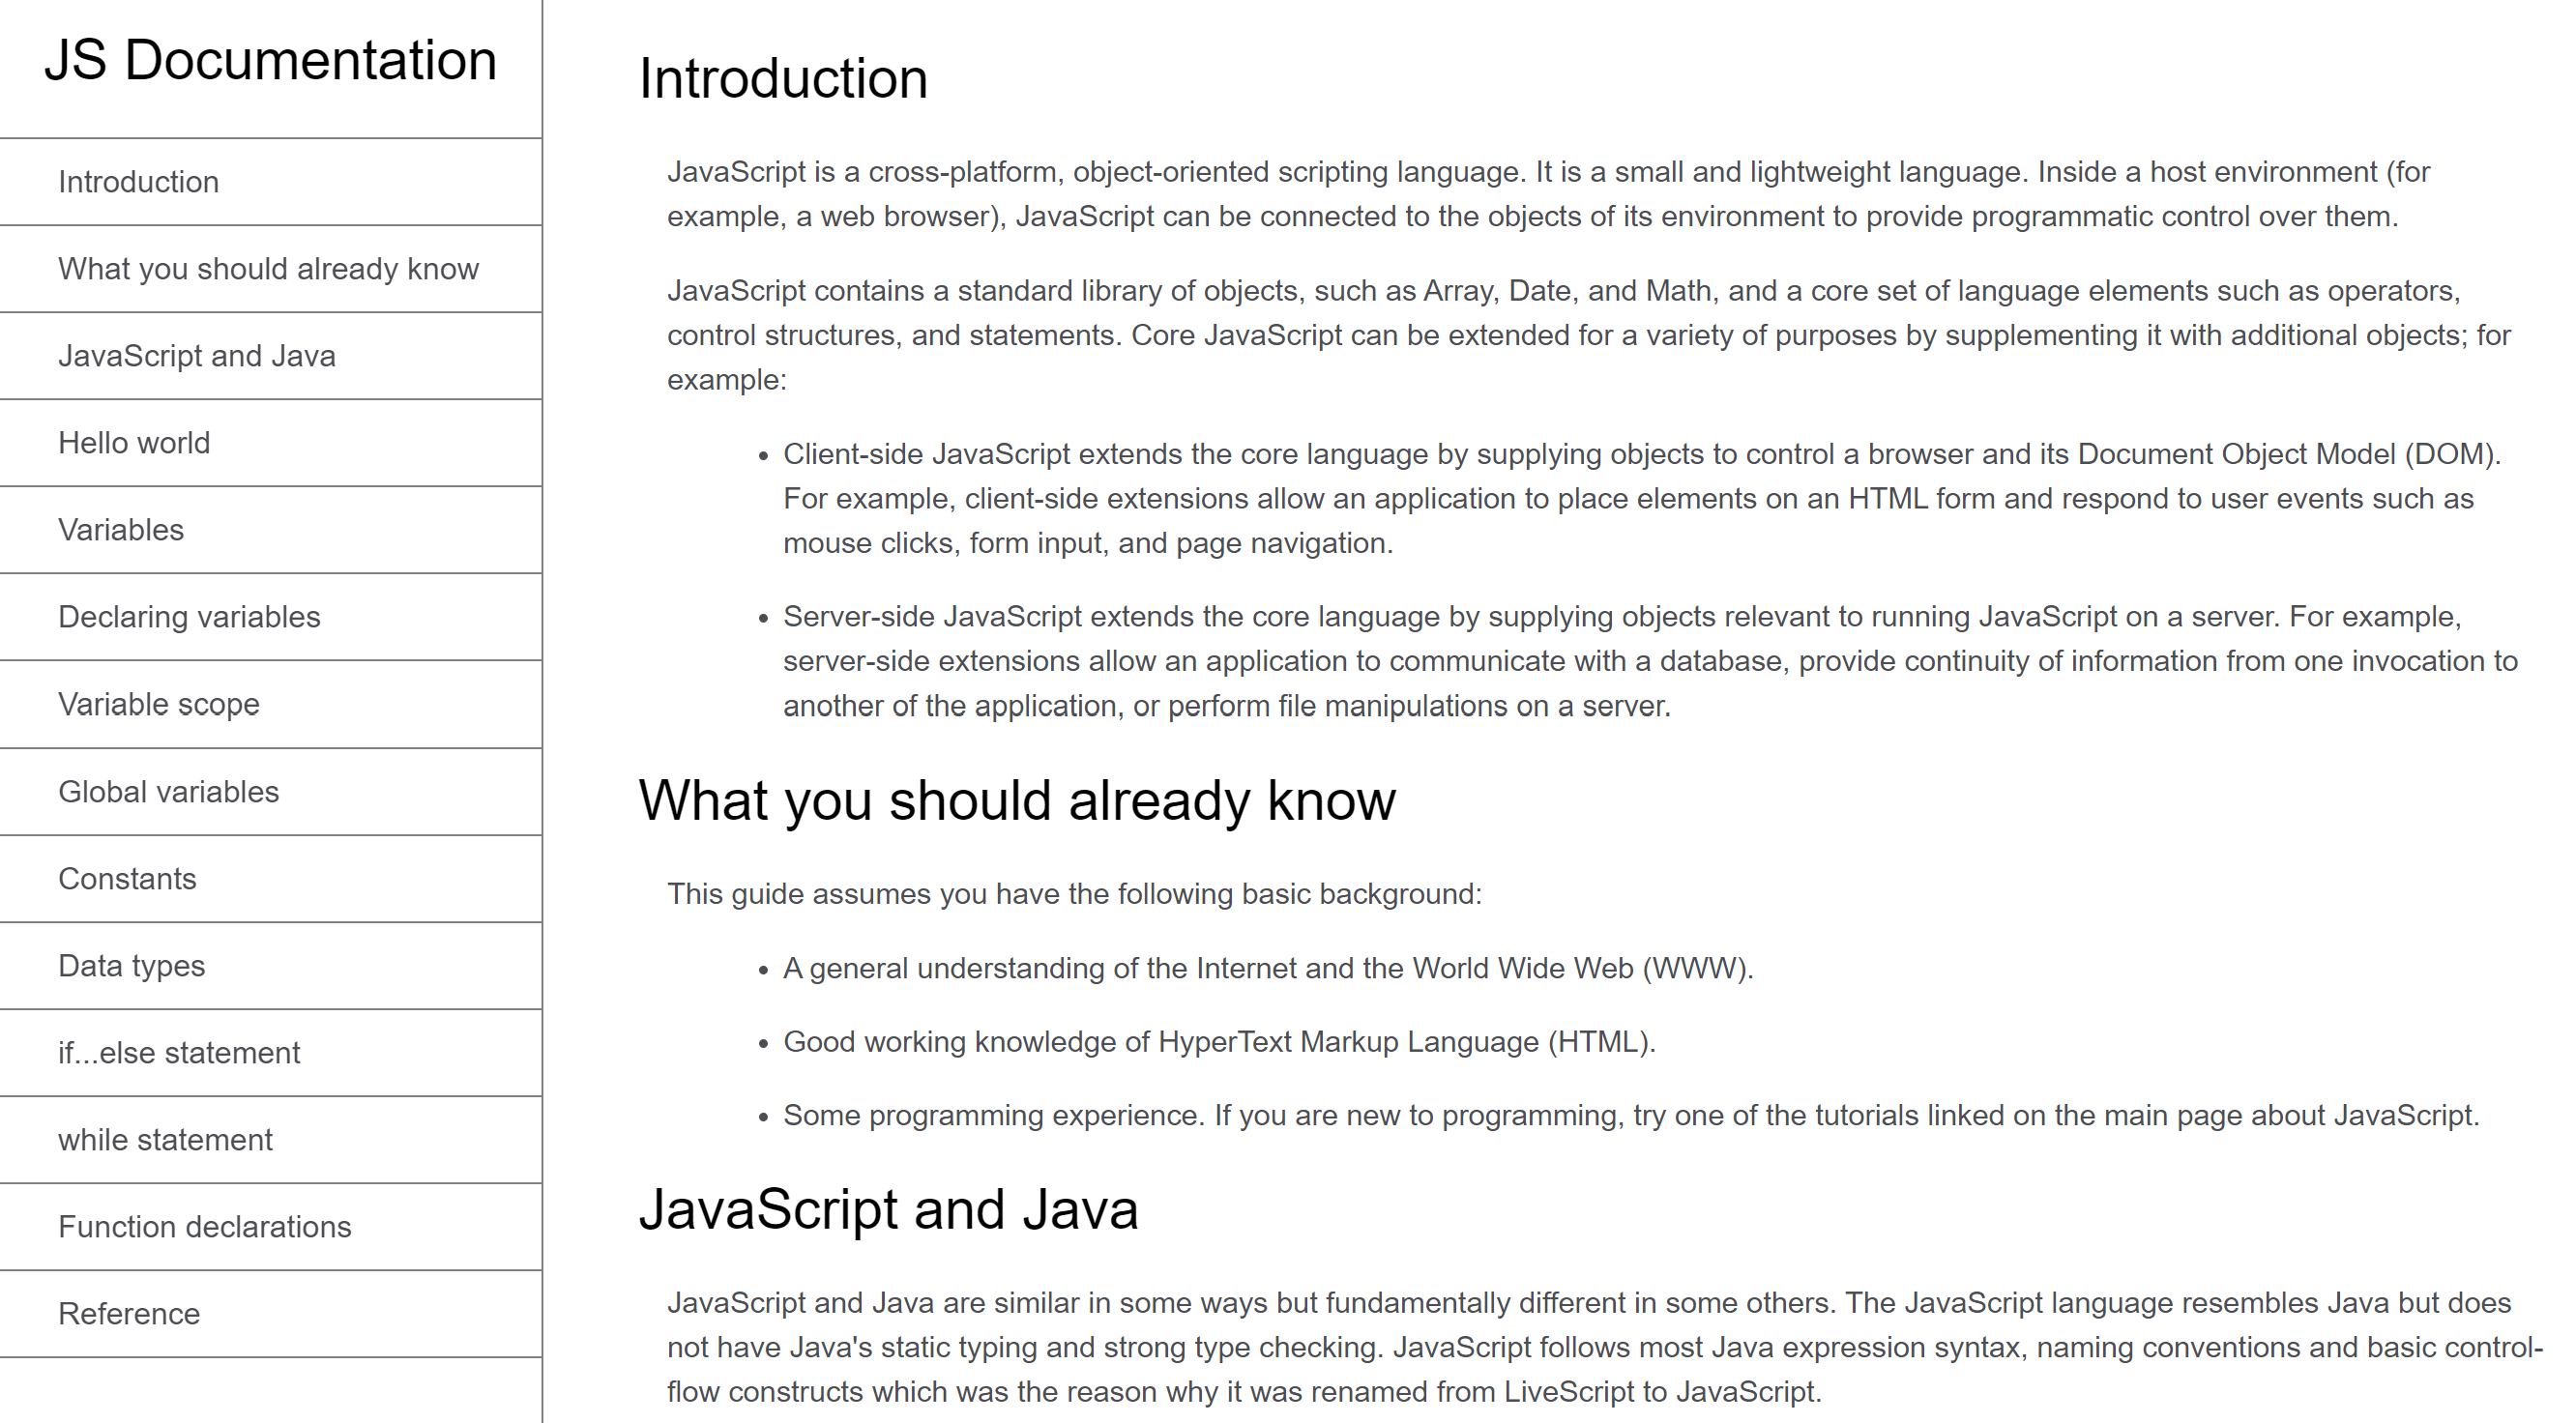 JS Documentation
Introduction
What you should already know
JavaScript and Java
Hello world
Variables
Declaring variables
Variable scope
Global variables
Constants
Data types
if...else statement
while statement
Function declarations
Reference
Introduction
JavaScript is a cross-platform, object-oriented scripting language. It is a small and lightweight language. Inside a host environment (for
example, a web browser), JavaScript can be connected to the objects of its environment to provide programmatic control over them.
JavaScript contains a standard library of objects, such as Array, Date, and Math, and a core set of language elements such as operators,
control structures, and statements. Core JavaScript can be extended for a variety of purposes by supplementing it with additional objects; for
example:
• Client-side JavaScript extends the core language by supplying objects to control a browser and its Document Object Model (DOM).
For example, client-side extensions allow an application to place elements on an HTML form and respond to user events such as
mouse clicks, form input, and page navigation.
• Server-side JavaScript extends the core language by supplying objects relevant to running JavaScript on a server. For example,
server-side extensions allow an application to communicate with a database, provide continuity of information from one invocation to
another of the application, or perform file manipulations on a server.
What you should already know
This guide assumes you have the following basic background:
• A general understanding of the Internet and the World Wide Web (WWW).
• Good working knowledge of HyperText Markup Language (HTML).
• Some programming experience. If you are new to programming, try one of the tutorials linked on the main page about JavaScript.
JavaScript and Java
JavaScript and Java are similar in some ways but fundamentally different in some others. The JavaScript language resembles Java but does
not have Java's static typing and strong type checking. JavaScript follows most Java expression syntax, naming conventions and basic control-
flow constructs which was the reason why it was renamed from LiveScript to JavaScript.